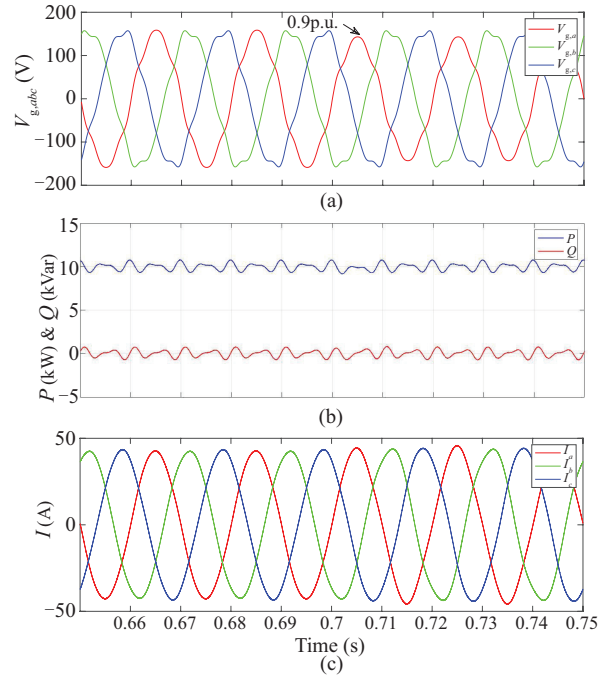 0.9p.u.
200
100
0
−100
−200
V_g,abc (V)
V_g,a
V_g,b
V_g,c
(a)
15
10
5
0
−5
P (kW) & Q (kVar)
P
Q
(b)
50
0
−50
I (A)
I_a
I_b
I_c
0.66 0.67 0.68 0.69 0.70 0.71 0.72 0.73 0.74 0.75
Time (s)
(c)